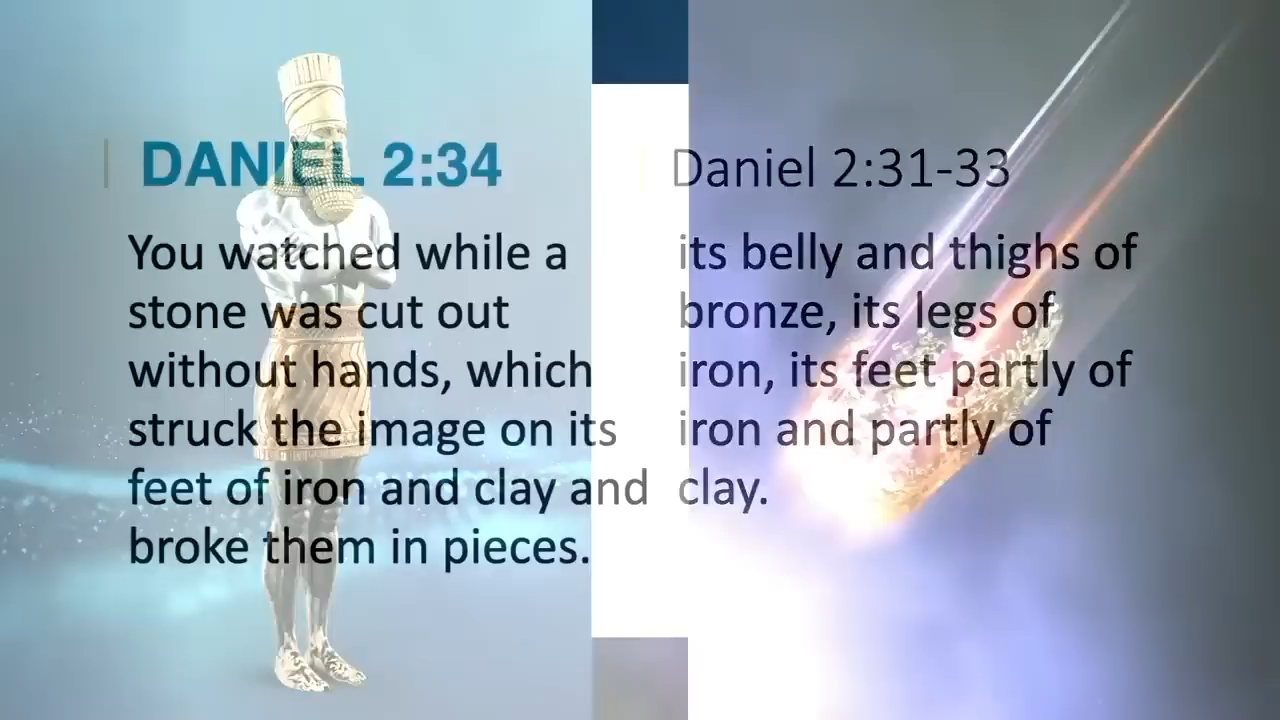 DANIEL 2:34
You watched while a
stone was cut out
without hands, which
struck the image on its
feet of iron and clay and
broke them in pieces.
Daniel 2:31-33
its belly and thighs of
bronze, its legs of
iron, its feet partly of
iron and partly of
clay.